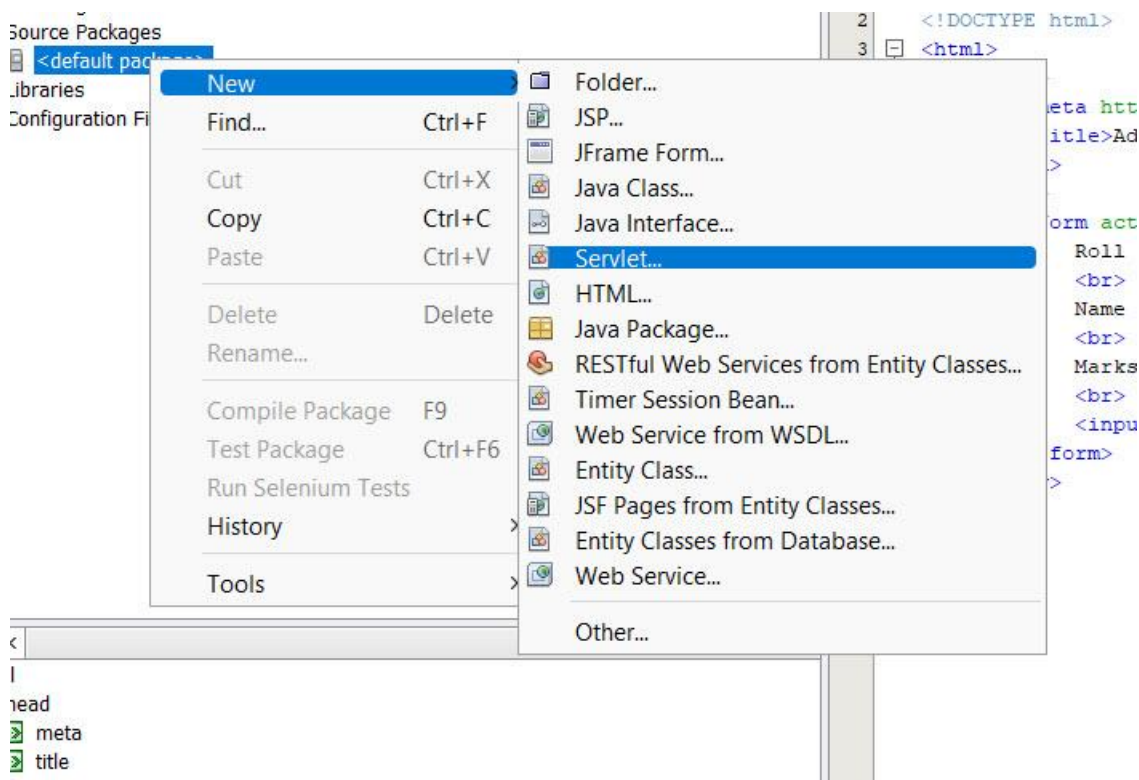 Source Packages
<default package>
Libraries
Configuration Fi
New
Find... Ctrl+F
Cut Ctrl+X
Copy Ctrl+C
Paste Ctrl+V
Delete Delete
Rename...
Compile Package F9
Test Package Ctrl+F6
Run Selenium Tests
History
Tools
Folder...
JSP...
JFrame Form...
Java Class...
Java Interface...
Servlet...
HTML...
Java Package...
RESTful Web Services from Entity Classes...
Timer Session Bean...
Web Service from WSDL...
Entity Class...
JSF Pages from Entity Classes...
Entity Classes from Database...
Web Service...
Other...
2 <!DOCTYPE html>
3 <html>
eta htt
itle>Ad
>
orm act
Roll
<br>
Name
<br>
Marks
<br>
<inpu
form>
>
head
meta
title